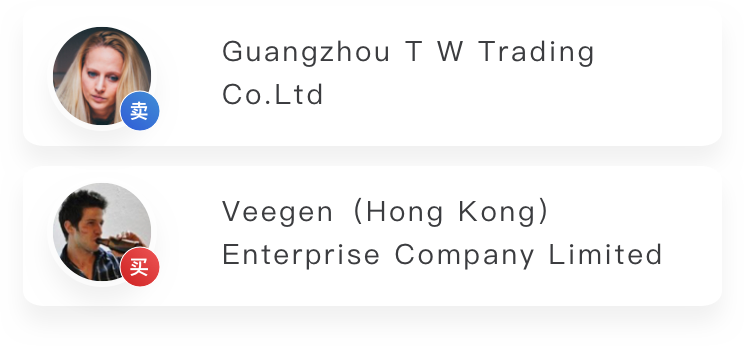 Guangzhou T W Trading
Co.Ltd
卖
Veegen（Hong Kong）
Enterprise Company Limited
买